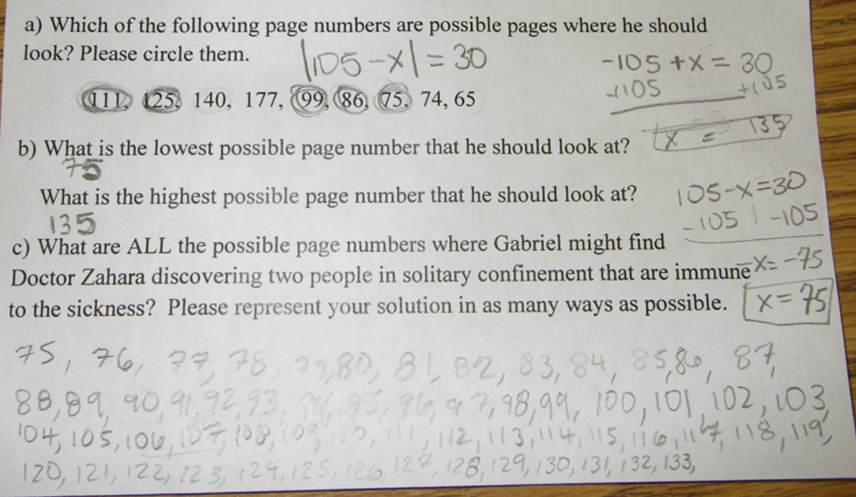 a) Which of the following page numbers are possible pages where he should
look? Please circle them. |105-x| = 30
-105 + x = 30
+105 +105
x = 135
111, 125, 140, 177, 99, 86, 75, 74, 65
b) What is the lowest possible page number that he should look at?
75
What is the highest possible page number that he should look at?
135
105-x=30
-105 -105
-x= -75
x = 75
c) What are ALL the possible page numbers where Gabriel might find
Doctor Zahara discovering two people in solitary confinement that are immune
to the sickness? Please represent your solution in as many ways as possible.
75, 76, 77, 78, 79, 80, 81, 82, 83, 84, 85, 86, 87,
88, 89, 90, 91, 92, 93, 94, 95, 96, 97, 98, 99, 100, 101, 102, 103,
104, 105, 106, 107, 108, 109, 110, 111, 112, 113, 114, 115, 116, 117, 118, 119,
120, 121, 122, 123, 124, 125, 126, 127, 128, 129, 130, 131, 132, 133,